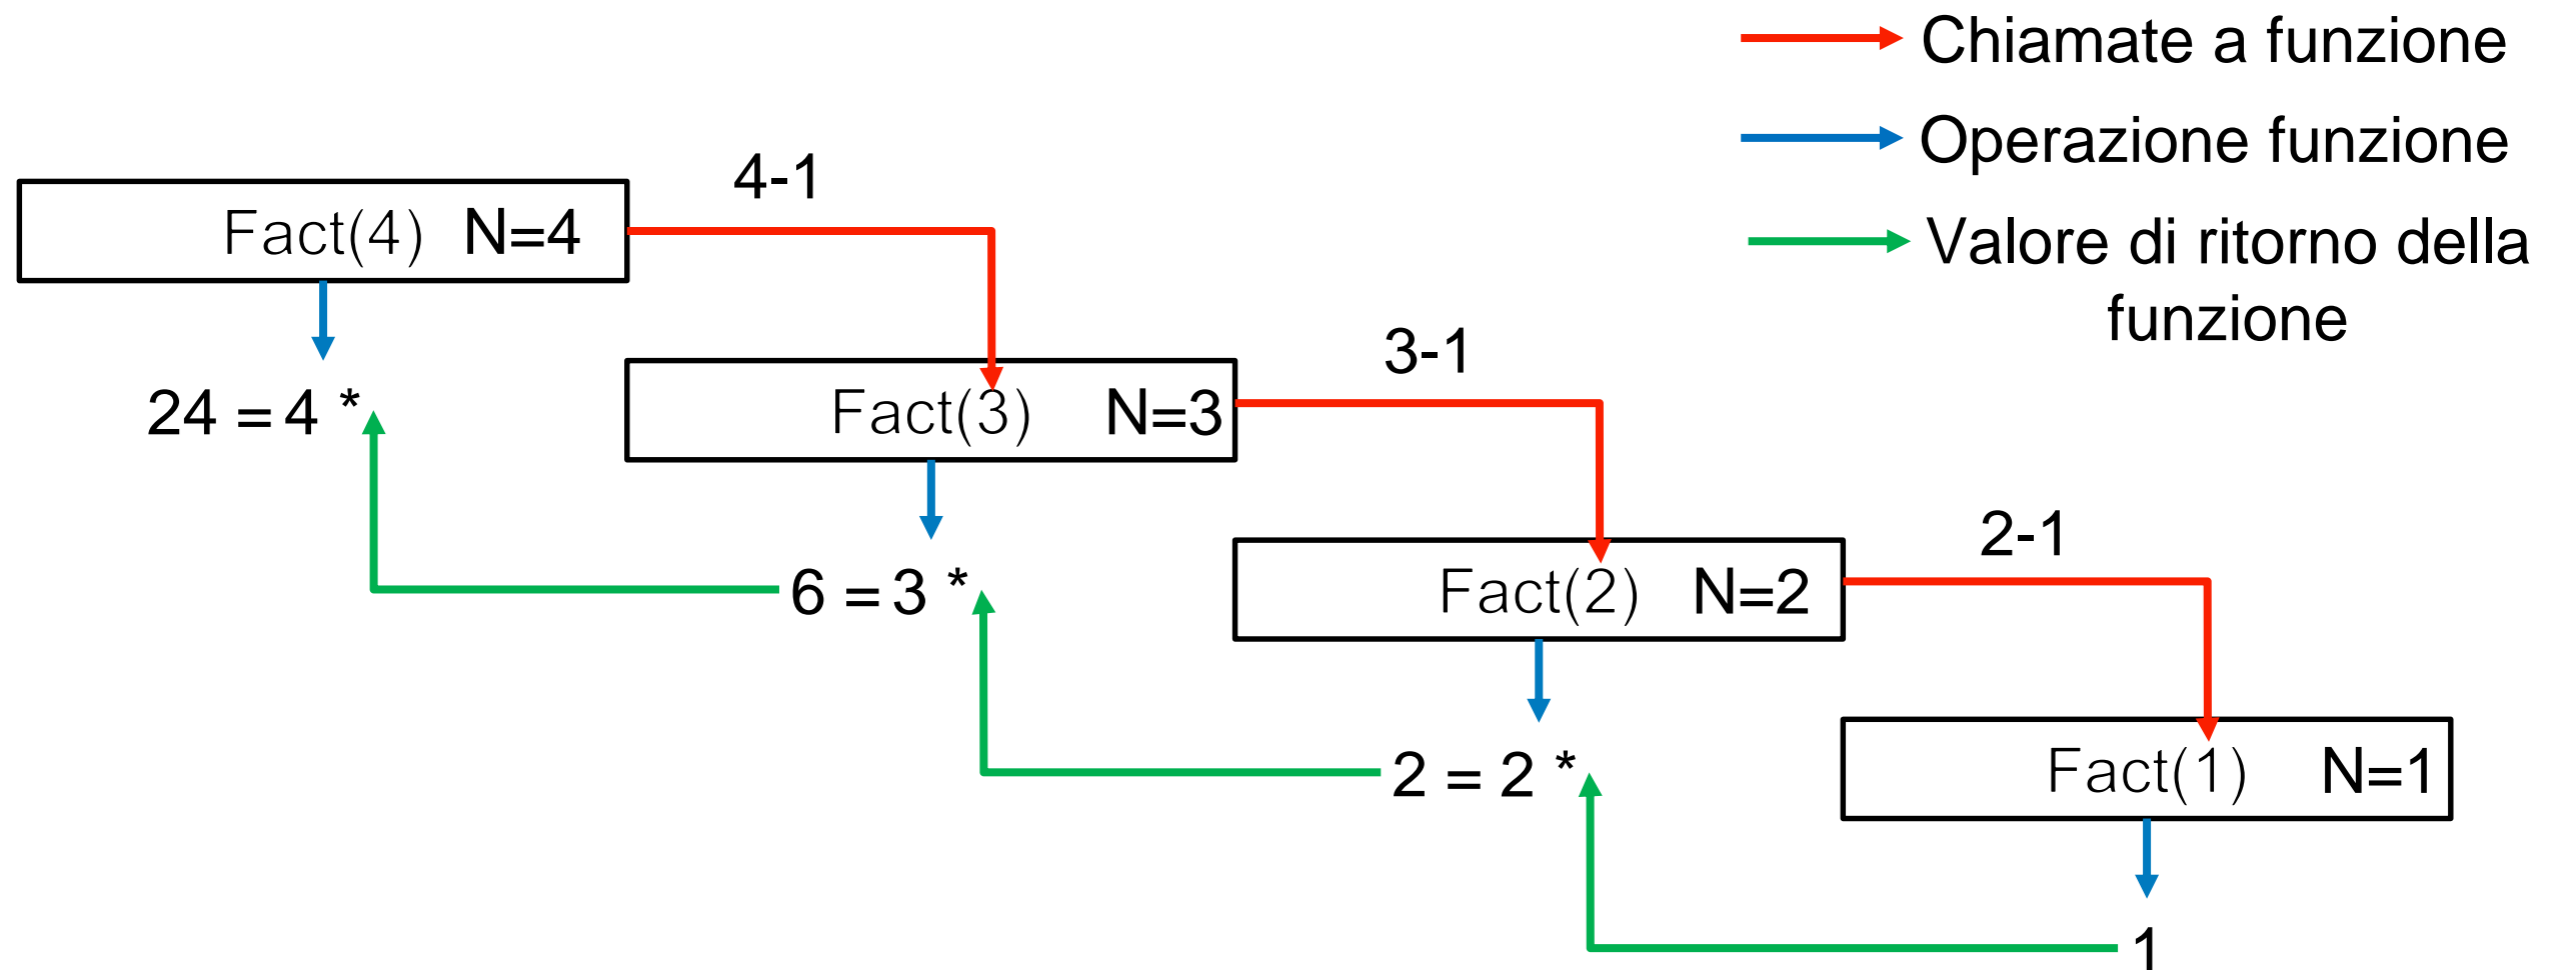 Chiamate a funzione
Operazione funzione
Valore di ritorno della
funzione
4-1
Fact(4) N=4
3-1
24 = 4 *
Fact(3) N=3
2-1
6 = 3 *
Fact(2) N=2
2 = 2 *
Fact(1) N=1
1